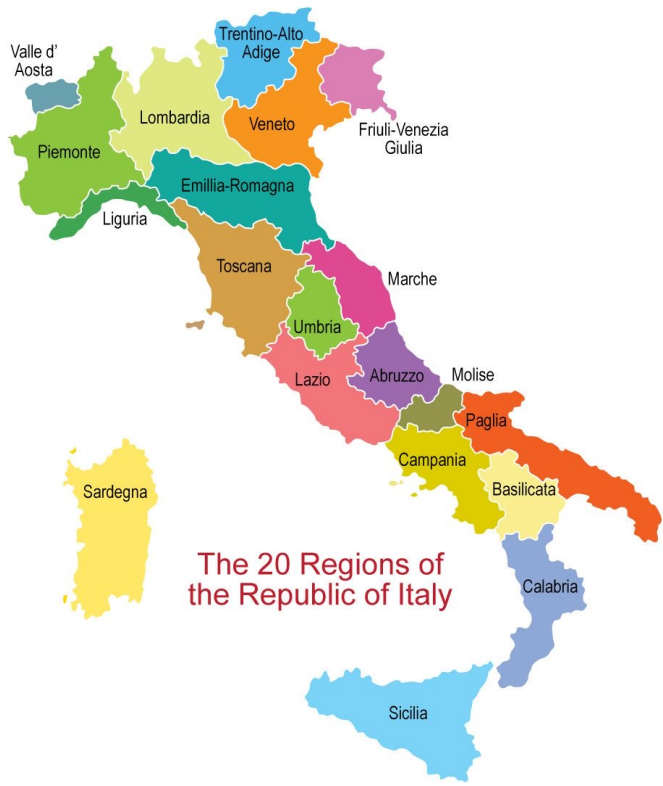 Trentino-Alto
Adige
Valle d'
Aosta
Lombardia
Veneto
Friuli-Venezia
Giulia
Piemonte
Emillia-Romagna
Liguria
Toscana
Marche
Umbria
Lazio
Abruzzo
Molise
Paglia
Campania
Basilicata
Sardegna
The 20 Regions of
the Republic of Italy
Calabria
Sicilia